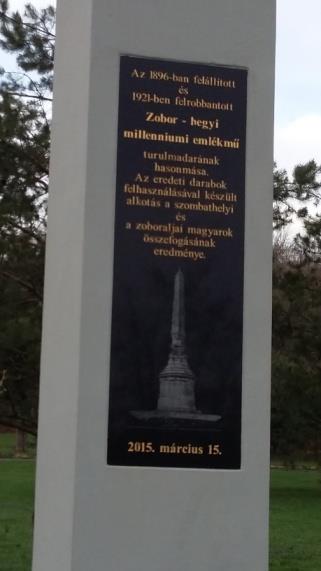 Az 1896-ban felállított
és
1921-ben felrobbantott
Zobor - hegyi
millenniumi emlékmű
turulmadarának
hasonmása.
Az eredeti darabok
felhasználásával készült
alkotás a szombathelyi
és
a zoboraljai magyarok
összefogásának
eredménye.
2015. március 15.